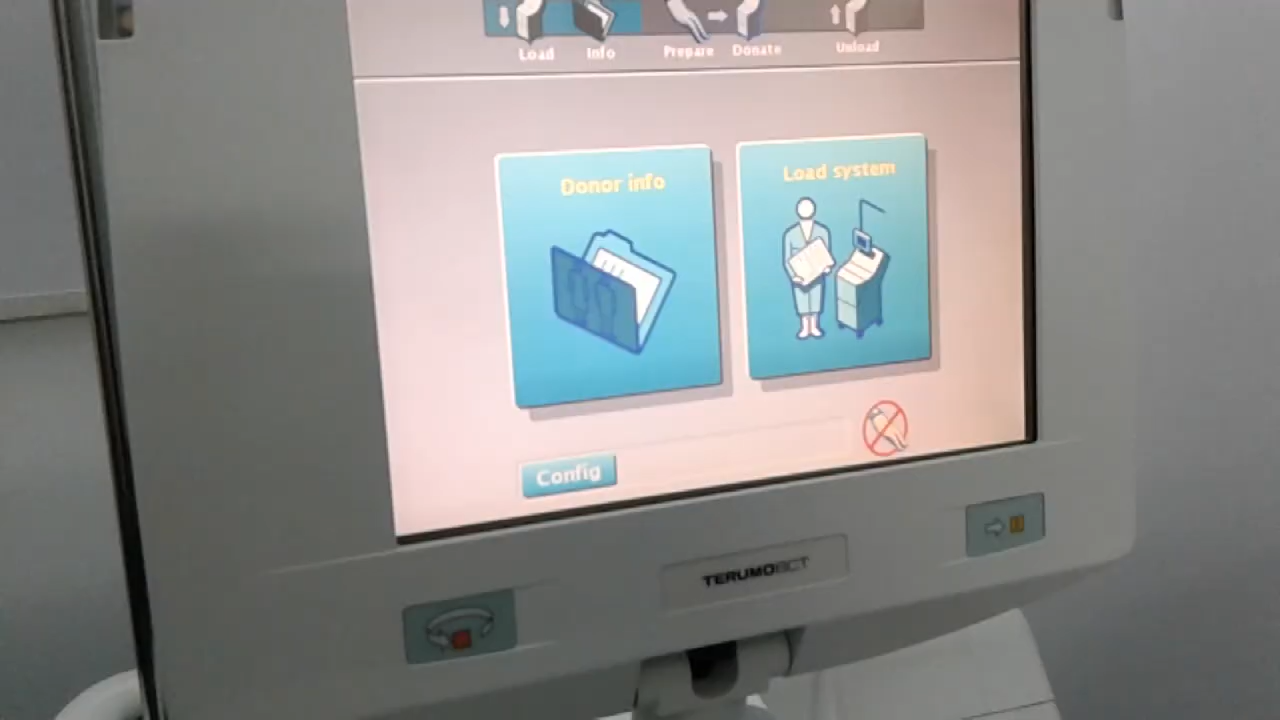 Load Info Prepare Donate Unload
Donor info
Load system
Config
TERUMOBCT